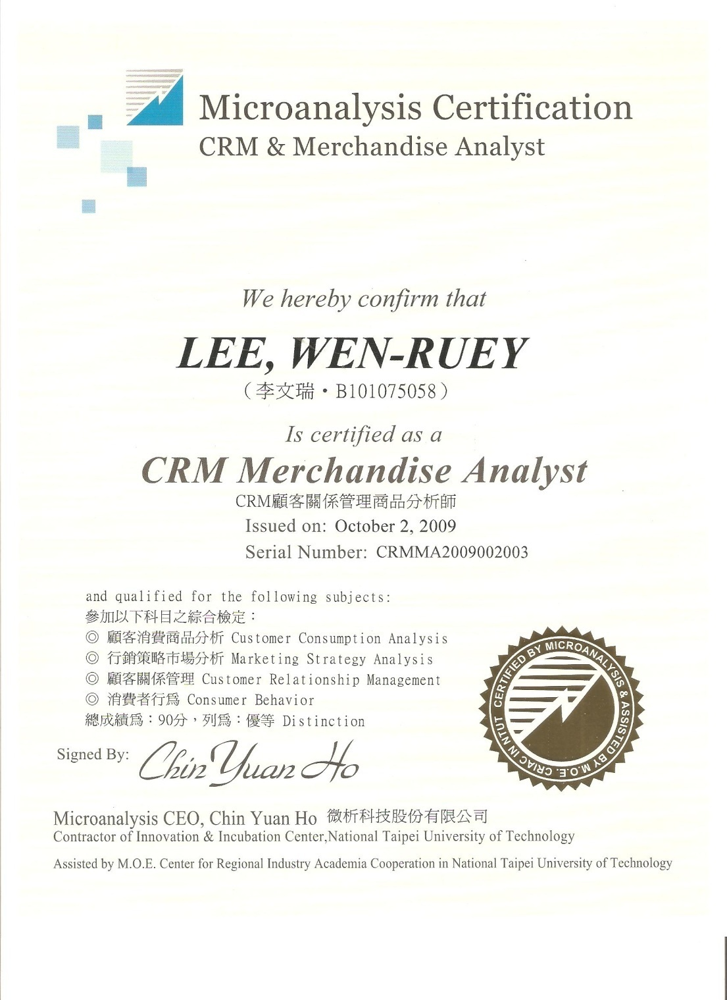 Microanalysis Certification
CRM & Merchandise Analyst
We hereby confirm that
LEE, WEN-RUEY
(李文瑞・B101075058)
Is certified as a
CRM Merchandise Analyst
CRM顧客關係管理商品分析師
Issued on: October 2, 2009
Serial Number: CRMMA2009002003
and qualified for the following subjects:
參加以下科目之綜合檢定：
◎ 顧客消費商品分析 Customer Consumption Analysis
◎ 行銷策略市場分析 Marketing Strategy Analysis
◎ 顧客關係管理 Customer Relationship Management
◎ 消費者行爲 Consumer Behavior
總成績爲：90分，列爲：優等 Distinction
CERTIFIED BY MICROANALYSIS & ASSISTED BY M.O.E. CRIAC IN NTUT
Signed By: Chin Yuan Ho
Microanalysis CEO, Chin Yuan Ho 微析科技股份有限公司
Contractor of Innovation & Incubation Center,National Taipei University of Technology
Assisted by M.O.E. Center for Regional Industry Academia Cooperation in National Taipei University of Technology